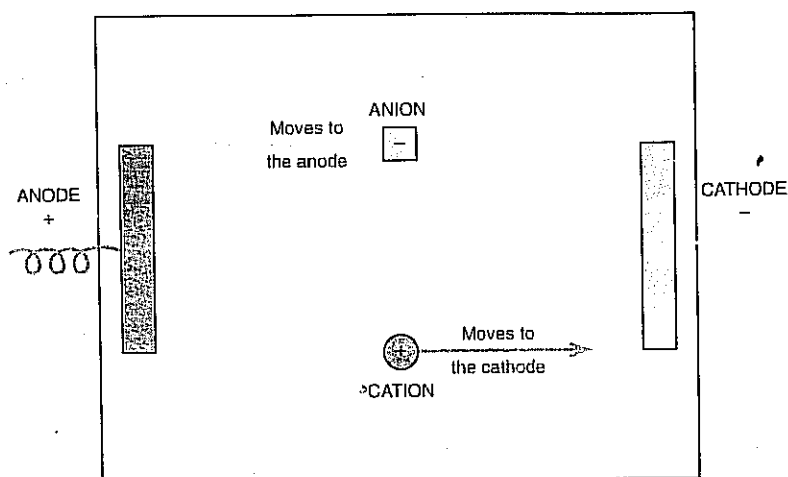 ANION
−
Moves to
the anode
ANODE
+
CATHODE
−
+
Moves to
the cathode
CATION